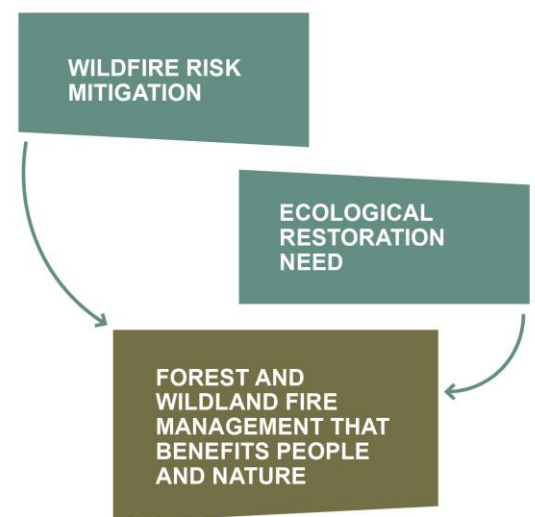 WILDFIRE RISK
MITIGATION
ECOLOGICAL
RESTORATION
NEED
FOREST AND
WILDLAND FIRE
MANAGEMENT THAT
BENEFITS PEOPLE
AND NATURE